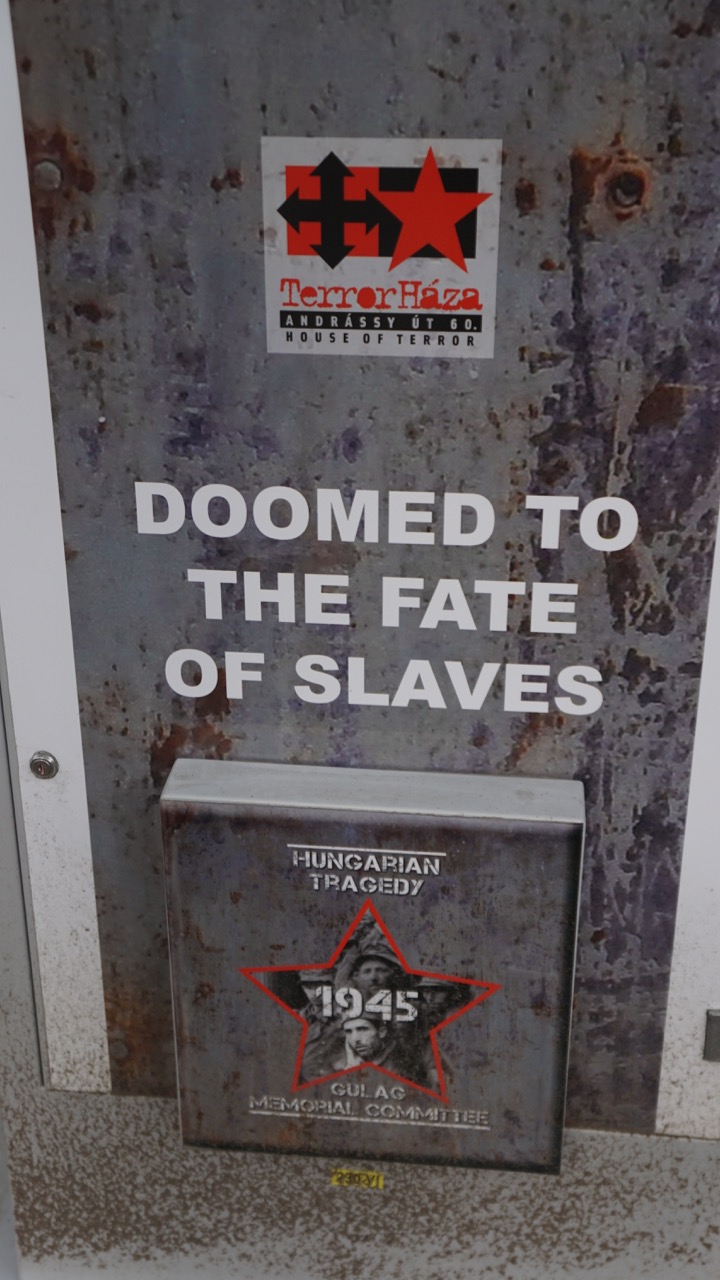 TerrorHáza
ANDRÁSSY ÚT 60.
HOUSE OF TERROR
DOOMED TO
THE FATE
OF SLAVES
HUNGARIAN
TRAGEDY
1945
GULAG
MEMORIAL COMMITTEE